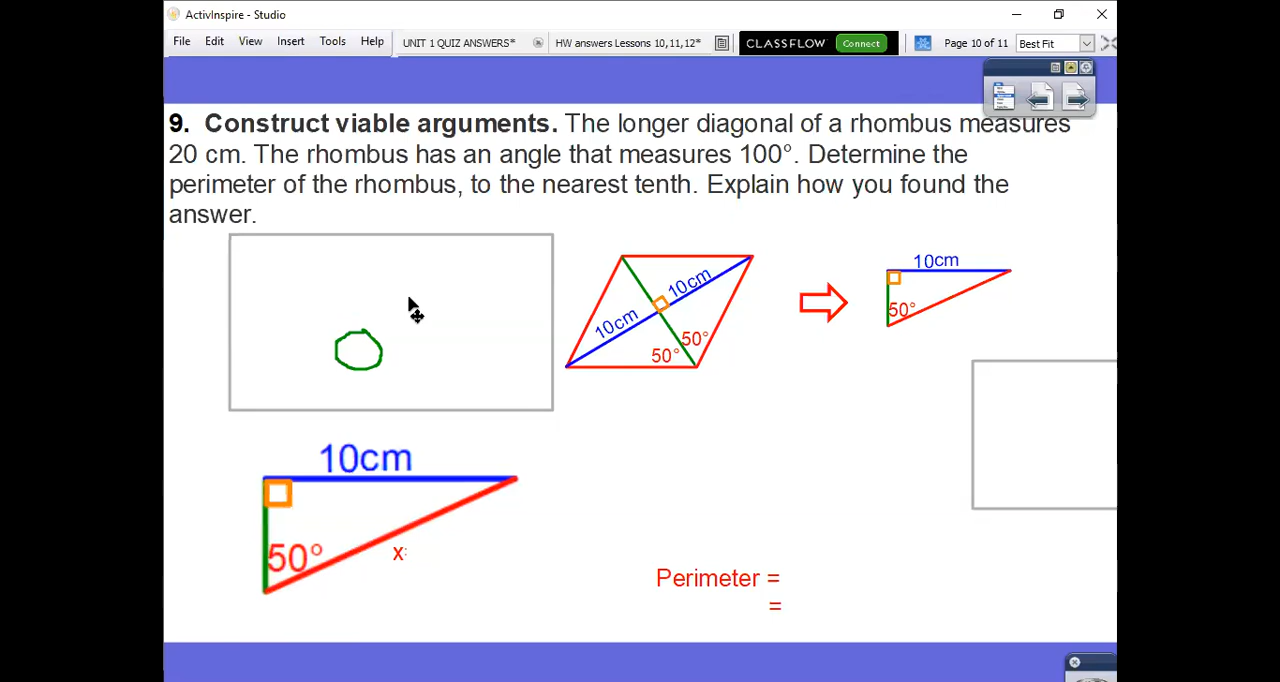 ActivInspire - Studio
File Edit View Insert Tools Help UNIT 1 QUIZ ANSWERS* HW answers Lessons 10,11,12* CLASSFLOW Connect Page 10 of 11 Best Fit
9. Construct viable arguments. The longer diagonal of a rhombus measures
20 cm. The rhombus has an angle that measures 100°. Determine the
perimeter of the rhombus, to the nearest tenth. Explain how you found the
answer.
10cm
10cm
50°
50°
10cm
50°
10cm
50°
x
Perimeter =
=